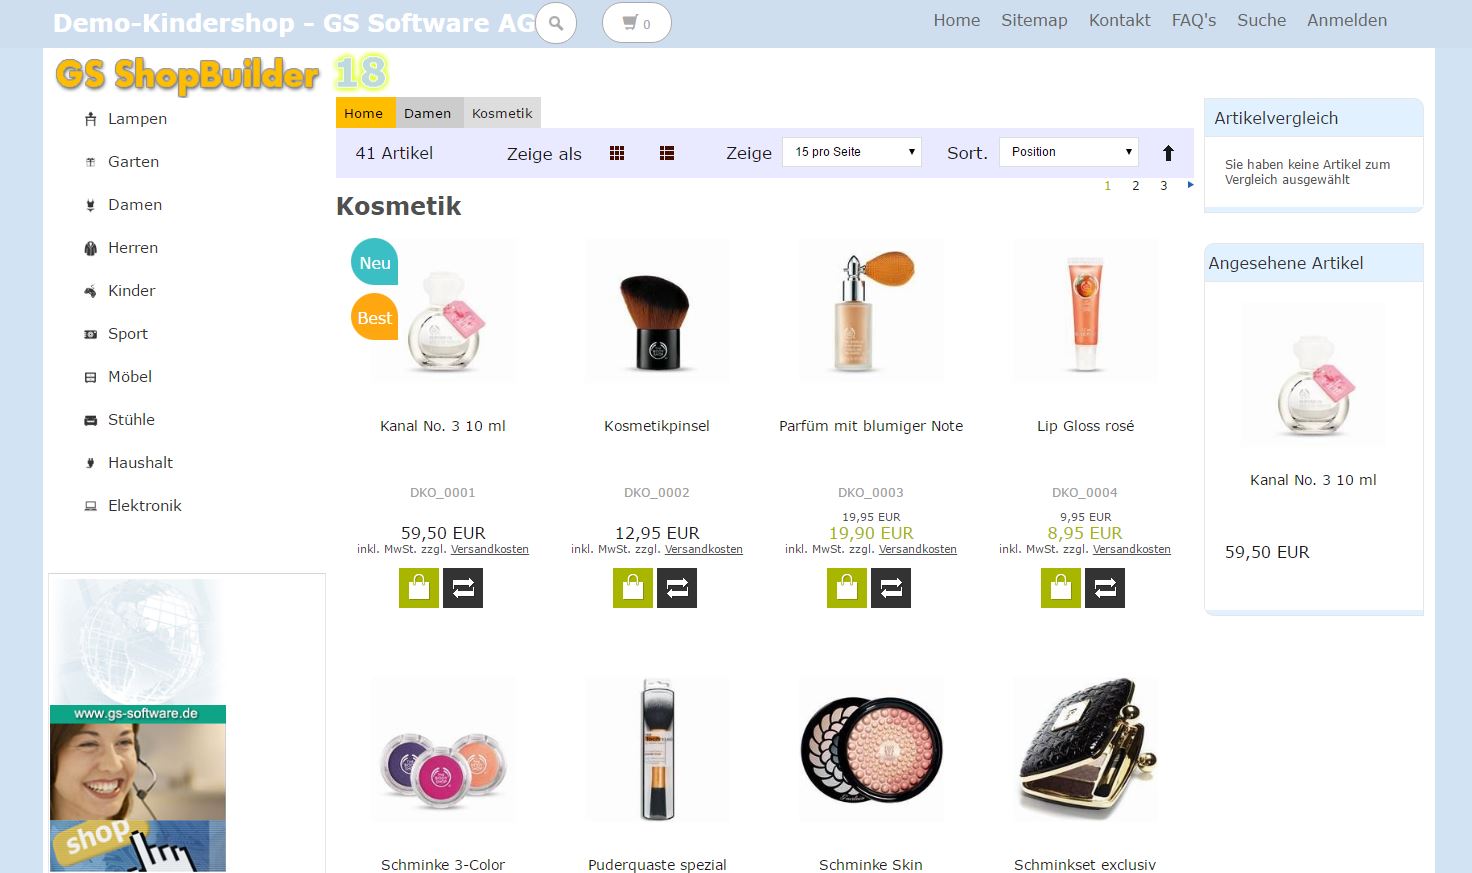 Demo-Kindershop - GS Software AG
0
Home
Sitemap
Kontakt
FAQ's
Suche
Anmelden
GS ShopBuilder 18
Lampen
Garten
Damen
Herren
Kinder
Sport
Möbel
Stühle
Haushalt
Elektronik
www.gs-software.de
shop
Home
Damen
Kosmetik
41 Artikel
Zeige als
Zeige
15 pro Seite
Sort.
Position
1 2 3
Kosmetik
Neu
Best
Kanal No. 3 10 ml
DKO_0001
59,50 EUR
inkl. MwSt. zzgl. Versandkosten
Kosmetikpinsel
DKO_0002
12,95 EUR
inkl. MwSt. zzgl. Versandkosten
Parfüm mit blumiger Note
DKO_0003
19,95 EUR
19,90 EUR
inkl. MwSt. zzgl. Versandkosten
Lip Gloss rosé
DKO_0004
9,95 EUR
8,95 EUR
inkl. MwSt. zzgl. Versandkosten
Schminke 3-Color
Puderquaste spezial
Schminke Skin
Schminkset exclusiv
Artikelvergleich
Sie haben keine Artikel zum
Vergleich ausgewählt
Angesehene Artikel
Kanal No. 3 10 ml
59,50 EUR